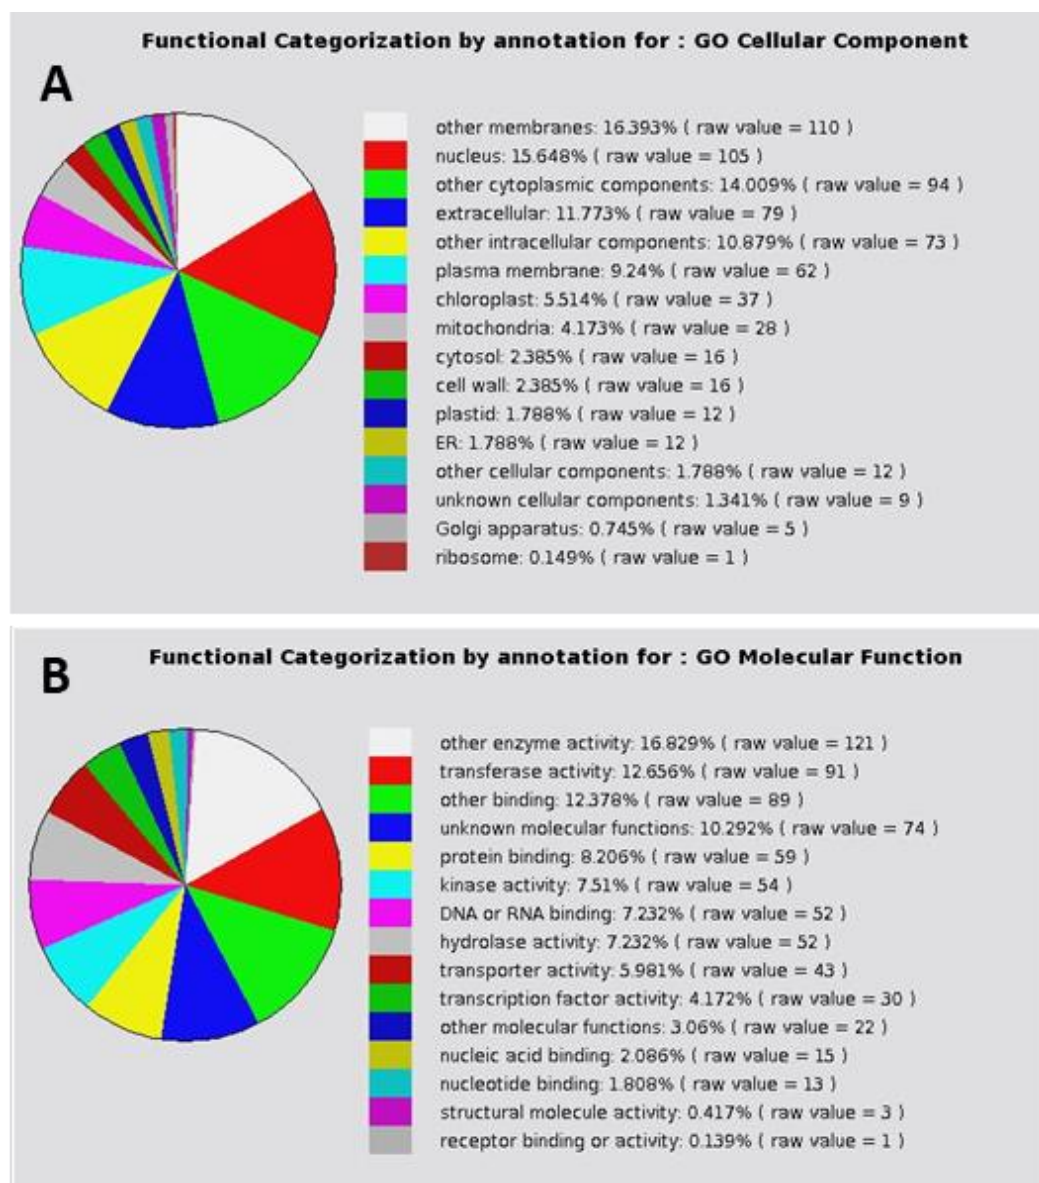 Functional Categorization by annotation for : GO Cellular Component
A
other membranes: 16.393% ( raw value = 110 )
nucleus: 15.648% ( raw value = 105 )
other cytoplasmic components: 14.009% ( raw value = 94 )
extracellular: 11.773% ( raw value = 79 )
other intracellular components: 10.879% ( raw value = 73 )
plasma membrane: 9.24% ( raw value = 62 )
chloroplast: 5.514% ( raw value = 37 )
mitochondria: 4.173% ( raw value = 28 )
cytosol: 2.385% ( raw value = 16 )
cell wall: 2.385% ( raw value = 16 )
plastid: 1.788% ( raw value = 12 )
ER: 1.788% ( raw value = 12 )
other cellular components: 1.788% ( raw value = 12 )
unknown cellular components: 1.341% ( raw value = 9 )
Golgi apparatus: 0.745% ( raw value = 5 )
ribosome: 0.149% ( raw value = 1 )
Functional Categorization by annotation for : GO Molecular Function
B
other enzyme activity: 16.829% ( raw value = 121 )
transferase activity: 12.656% ( raw value = 91 )
other binding: 12.378% ( raw value = 89 )
unknown molecular functions: 10.292% ( raw value = 74 )
protein binding: 8.206% ( raw value = 59 )
kinase activity: 7.51% ( raw value = 54 )
DNA or RNA binding: 7.232% ( raw value = 52 )
hydrolase activity: 7.232% ( raw value = 52 )
transporter activity: 5.981% ( raw value = 43 )
transcription factor activity: 4.172% ( raw value = 30 )
other molecular functions: 3.06% ( raw value = 22 )
nucleic acid binding: 2.086% ( raw value = 15 )
nucleotide binding: 1.808% ( raw value = 13 )
structural molecule activity: 0.417% ( raw value = 3 )
receptor binding or activity: 0.139% ( raw value = 1 )